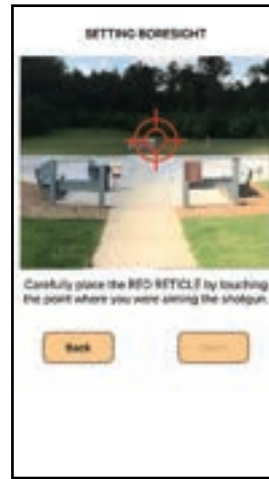 SETTING BORESIGHT
Carefully place the RED RETICLE by touching
the point where you were aiming the shotgun.
Back